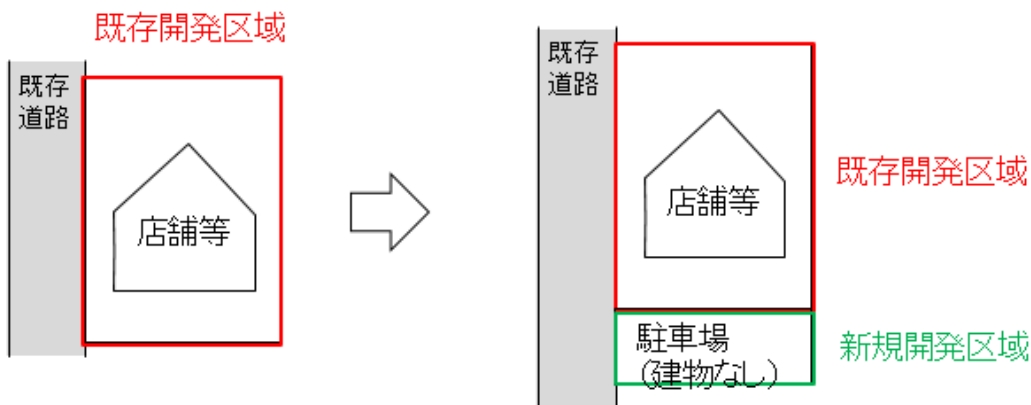 既存開発区域
既存
道路
店舗等
既存
道路
店舗等
既存開発区域
駐車場
(建物なし)
新規開発区域